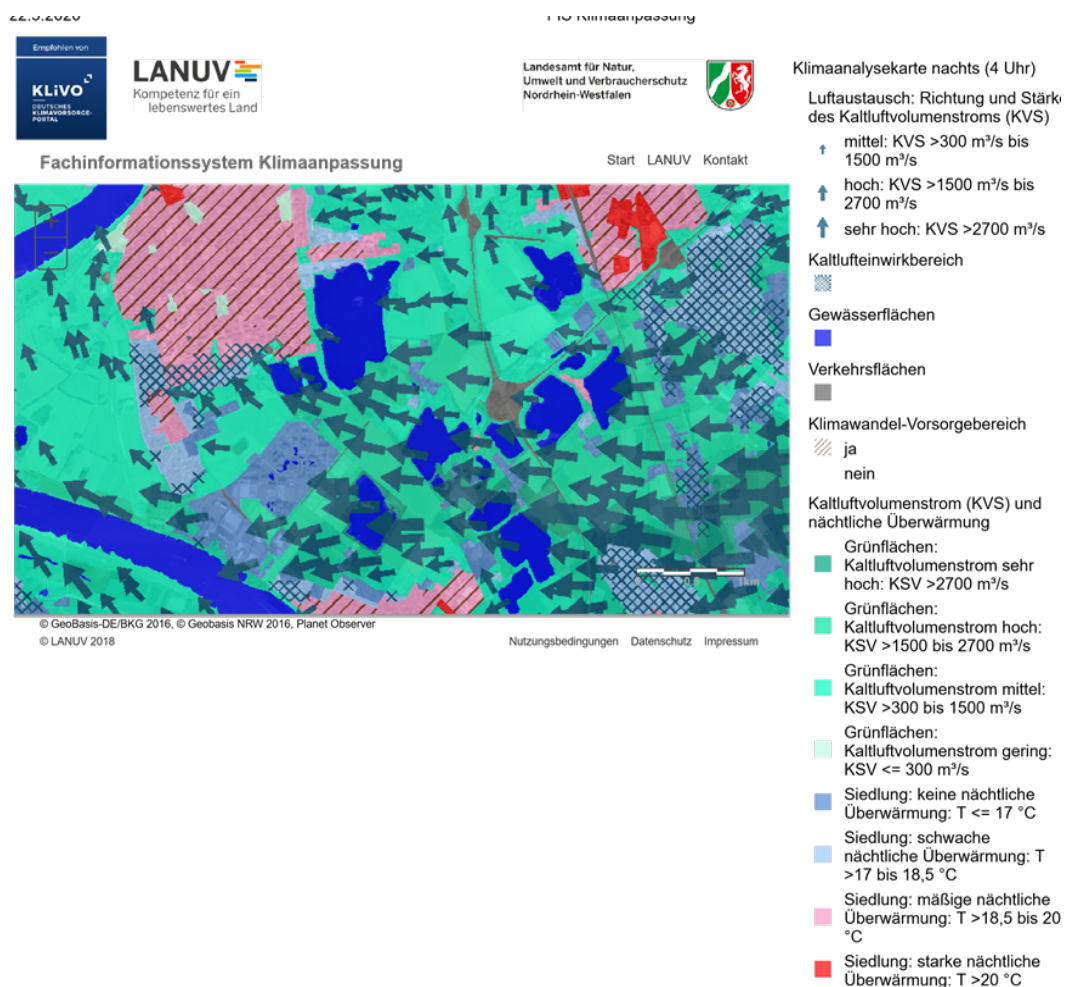 Empfohlen von
KLiVO
DEUTSCHES
KLIMAVORSORGE-
PORTAL
LANUV
Kompetenz für ein
lebenswertes Land
Landesamt für Natur,
Umwelt und Verbraucherschutz
Nordrhein-Westfalen
Fachinformationssystem Klimaanpassung
Start LANUV Kontakt
+
−
0 0,5 1km
© GeoBasis-DE/BKG 2016, © Geobasis NRW 2016, Planet Observer
© LANUV 2018
Nutzungsbedingungen Datenschutz Impressum
Klimaanalysekarte nachts (4 Uhr)
Luftaustausch: Richtung und Stärke
des Kaltluftvolumenstroms (KVS)
mittel: KVS >300 m³/s bis
1500 m³/s
hoch: KVS >1500 m³/s bis
2700 m³/s
sehr hoch: KVS >2700 m³/s
Kaltlufteinwirkbereich
Gewässerflächen
Verkehrsflächen
Klimawandel-Vorsorgebereich
ja
nein
Kaltluftvolumenstrom (KVS) und
nächtliche Überwärmung
Grünflächen:
Kaltluftvolumenstrom sehr
hoch: KSV >2700 m³/s
Grünflächen:
Kaltluftvolumenstrom hoch:
KSV >1500 bis 2700 m³/s
Grünflächen:
Kaltluftvolumenstrom mittel:
KSV >300 bis 1500 m³/s
Grünflächen:
Kaltluftvolumenstrom gering:
KSV <= 300 m³/s
Siedlung: keine nächtliche
Überwärmung: T <= 17 °C
Siedlung: schwache
nächtliche Überwärmung: T
>17 bis 18,5 °C
Siedlung: mäßige nächtliche
Überwärmung: T >18,5 bis 20
°C
Siedlung: starke nächtliche
Überwärmung: T >20 °C